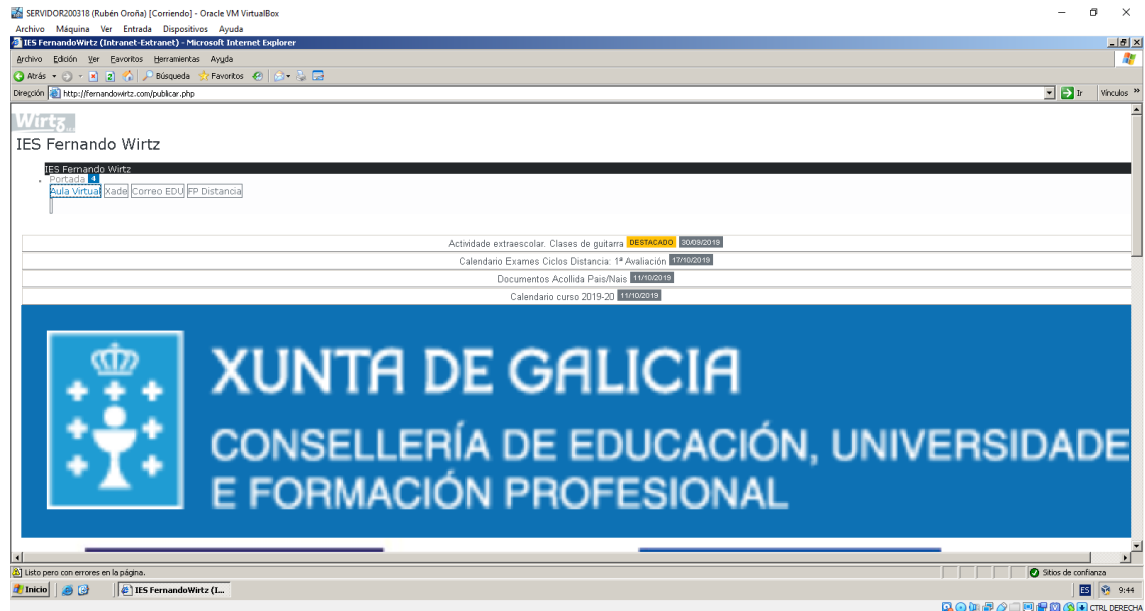 SERVIDOR200318 (Rubén Oroña) [Corriendo] - Oracle VM VirtualBox
Archivo Máquina Ver Entrada Dispositivos Ayuda
IES FernandoWirtz (Intranet-Extranet) - Microsoft Internet Explorer
Archivo Edición Ver Favoritos Herramientas Ayuda
Atrás Búsqueda Favoritos
Dirección http://fernandowirtz.com/publicar.php Ir Vínculos »
Wirtz
IES Fernando Wirtz
IES Fernando Wirtz
Portada 4
Aula Virtual Xade Correo EDU FP Distancia
Actividade extraescolar. Clases de guitarra DESTACADO 30/09/2019
Calendario Exames Ciclos Distancia: 1ª Avaliación 17/10/2019
Documentos Acollida Pais/Nais 11/10/2019
Calendario curso 2019-20 11/10/2019
XUNTA DE GALICIA
CONSELLERÍA DE EDUCACIÓN, UNIVERSIDADE
E FORMACIÓN PROFESIONAL
Listo pero con errores en la página. Sitios de confianza
Inicio IES FernandoWirtz (I... ES 9:44
CTRL DERECHA